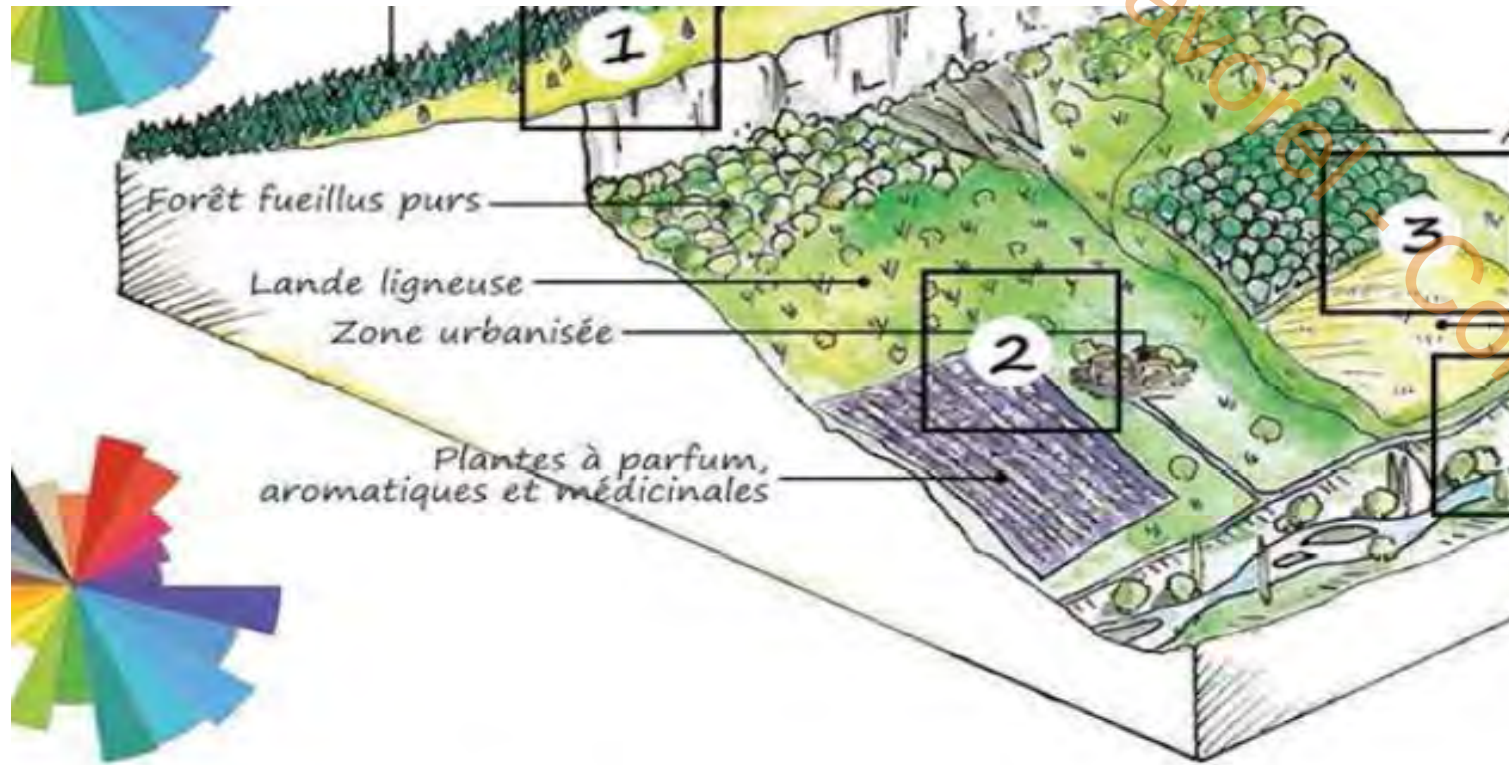 1
Forêt fueillus purs
3
Lande ligneuse
Zone urbanisée
2
Plantes à parfum,
aromatiques et médicinales